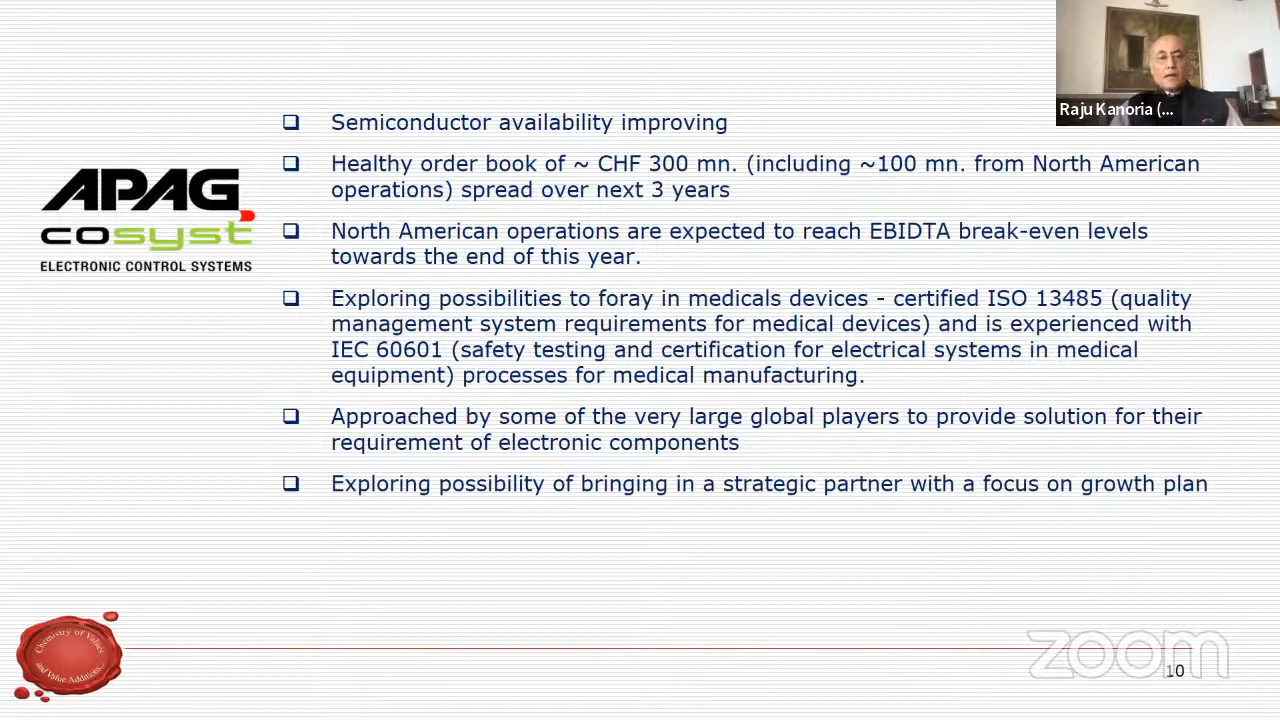 Raju Kanoria (...
Semiconductor availability improving
Healthy order book of ~ CHF 300 mn. (including ~100 mn. from North American
operations) spread over next 3 years
APAG
cosyst
ELECTRONIC CONTROL SYSTEMS
North American operations are expected to reach EBIDTA break-even levels
towards the end of this year.
Exploring possibilities to foray in medicals devices - certified ISO 13485 (quality
management system requirements for medical devices) and is experienced with
IEC 60601 (safety testing and certification for electrical systems in medical
equipment) processes for medical manufacturing.
Approached by some of the very large global players to provide solution for their
requirement of electronic components
Exploring possibility of bringing in a strategic partner with a focus on growth plan
Chemistry of Values
and Value Additions
zoom
10